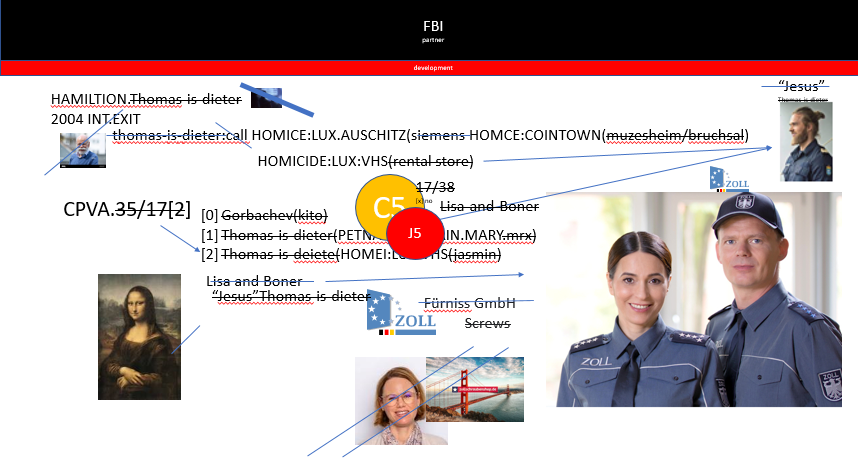 FBI
partner
development
"Jesus"
Thomas is dieter
HAMILTION.Thomas is dieter
2004 INT.EXIT
thomas-is-dieter:call HOMICE:LUX.AUSCHITZ(siemens HOMCE:COINTOWN(muzesheim/bruchsal)
HOMICIDE:LUX:VHS(rental store)
ZOLL
17/38
[x] no
C5
Lisa and Boner
CPVA.35/17[2]
[0] Gorbachev(kito)
J5
[1] Thomas is dieter(PETN IN.MARY.mrx)
[2] Thomas is deiete(HOMEI:LU HS(jasmin)
Lisa and Boner
"Jesus"Thomas is dieter
ZOLL
Fürniss GmbH
Screws
ZOLL
ZOLL